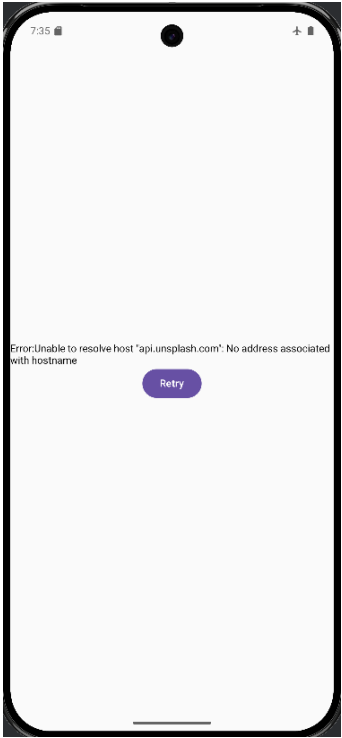 7:35
Error:Unable to resolve host "api.unsplash.com": No address associated
with hostname
Retry